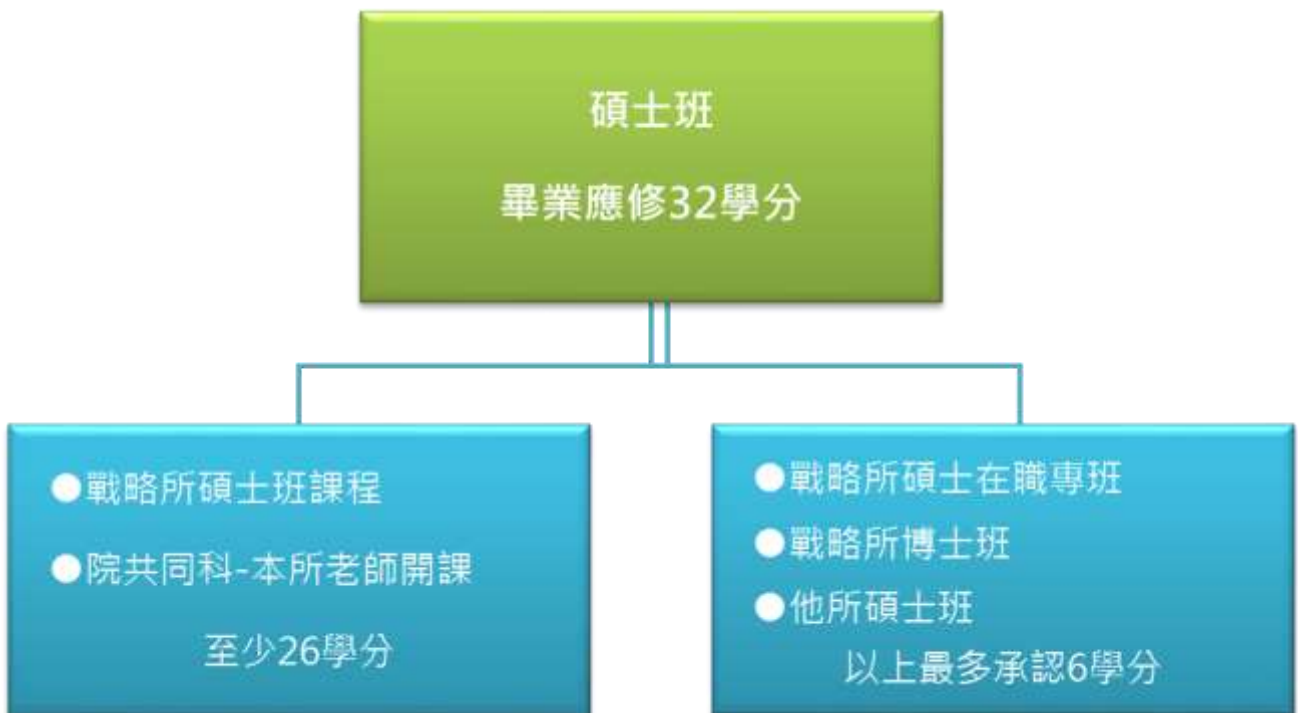 碩士班
畢業應修32學分
●戰略所碩士班課程
●院共同科-本所老師開課
至少26學分
●戰略所碩士在職專班
●戰略所博士班
●他所碩士班
以上最多承認6學分